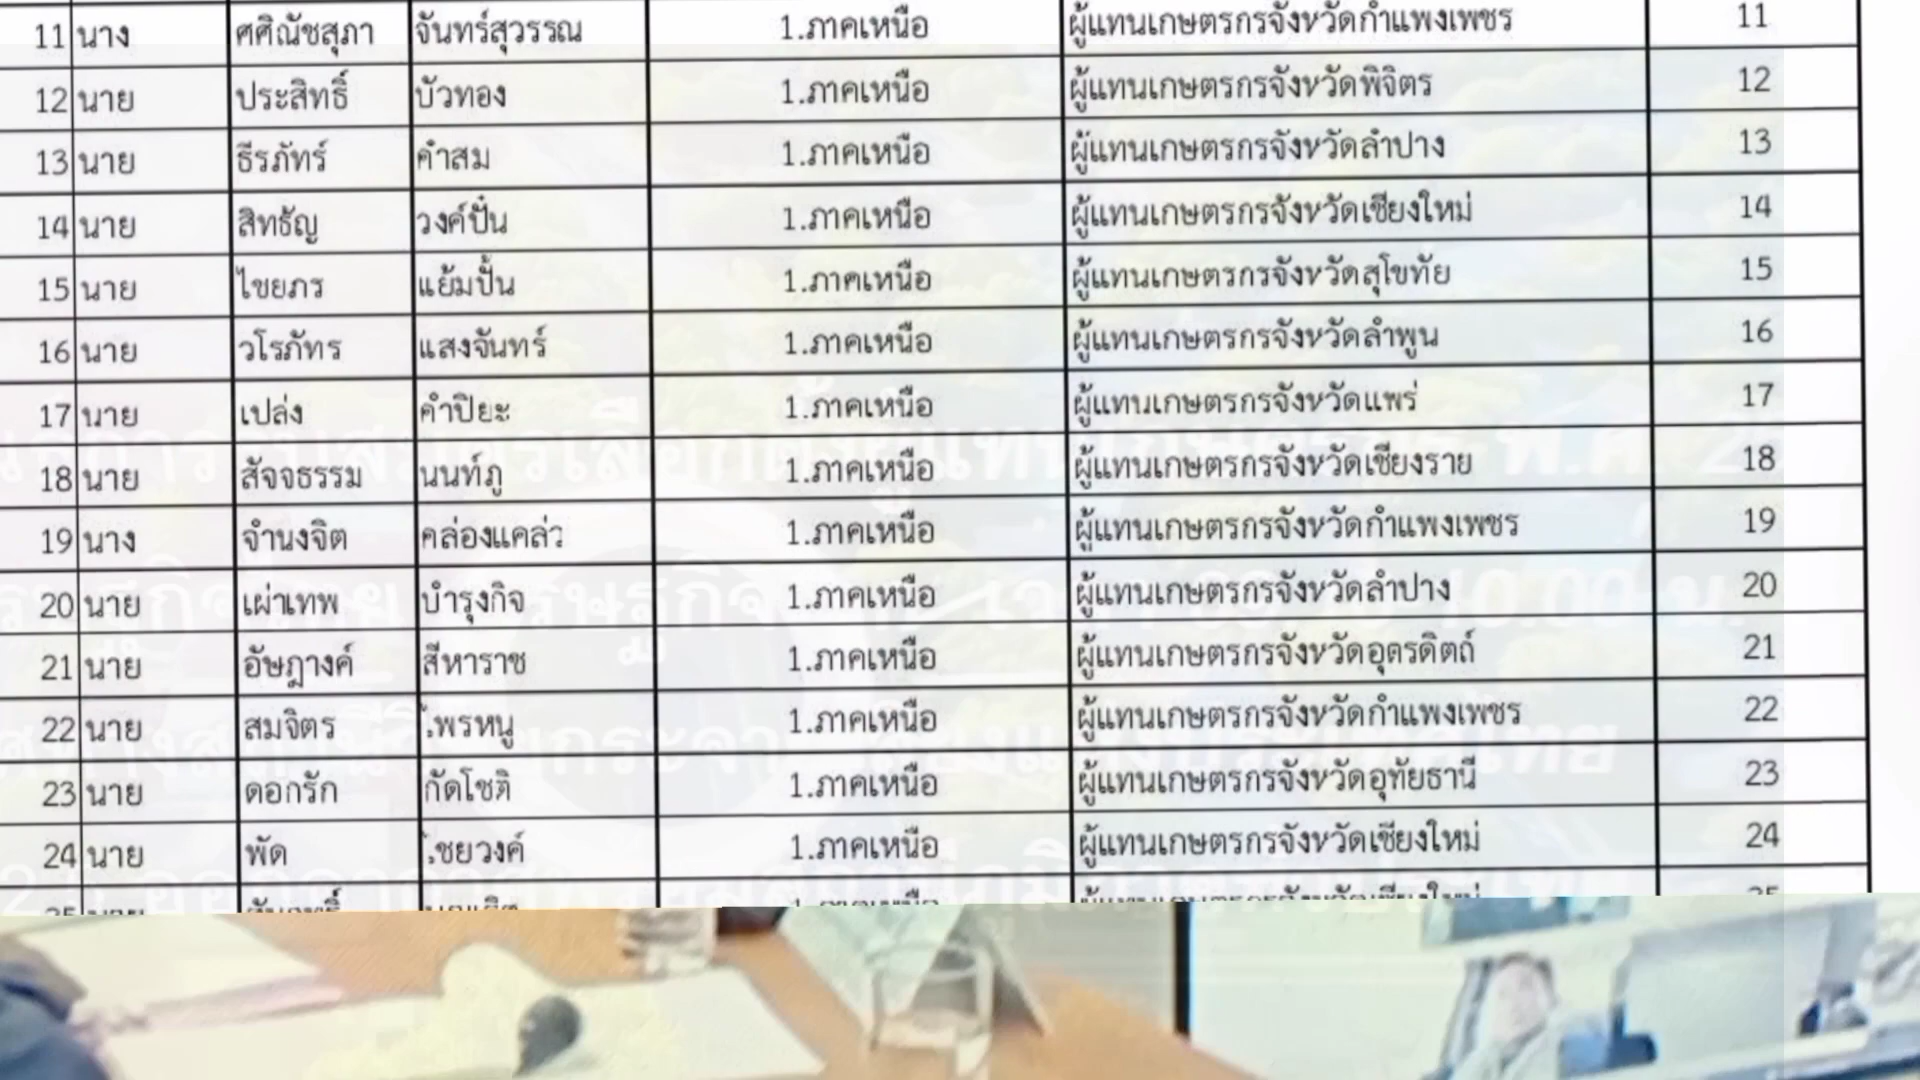 11 นาง ศศิณัชสุภา จันทร์สุวรรณ 1.ภาคเหนือ ผู้แทนเกษตรกรจังหวัดกำแพงเพชร 11
12 นาย ประสิทธิ์ บัวทอง 1.ภาคเหนือ ผู้แทนเกษตรกรจังหวัดพิจิตร 12
13 นาย ธีรภัทร์ คำสม 1.ภาคเหนือ ผู้แทนเกษตรกรจังหวัดลำปาง 13
14 นาย สิทธัญ วงค์ปั๋น 1.ภาคเหนือ ผู้แทนเกษตรกรจังหวัดเชียงใหม่ 14
15 นาย ไชยภร แย้มปั้น 1.ภาคเหนือ ผู้แทนเกษตรกรจังหวัดสุโขทัย 15
16 นาย วโรภัทร แสงจันทร์ 1.ภาคเหนือ ผู้แทนเกษตรกรจังหวัดลำพูน 16
17 นาย เปล่ง คำปิยะ 1.ภาคเหนือ ผู้แทนเกษตรกรจังหวัดแพร่ 17
18 นาย สัจจธรรม นนท์ภู 1.ภาคเหนือ ผู้แทนเกษตรกรจังหวัดเชียงราย 18
19 นาง จำนงจิต คล่องแคล่ว 1.ภาคเหนือ ผู้แทนเกษตรกรจังหวัดกำแพงเพชร 19
20 นาย เผ่าเทพ บำรุงกิจ 1.ภาคเหนือ ผู้แทนเกษตรกรจังหวัดลำปาง 20
21 นาย อัษฎางค์ สีหาราช 1.ภาคเหนือ ผู้แทนเกษตรกรจังหวัดอุตรดิตถ์ 21
22 นาย สมจิตร ไพรหนู 1.ภาคเหนือ ผู้แทนเกษตรกรจังหวัดกำแพงเพชร 22
23 นาย ดอกรัก กัดโชติ 1.ภาคเหนือ ผู้แทนเกษตรกรจังหวัดอุทัยธานี 23
24 นาย พัด ไชยวงค์ 1.ภาคเหนือ ผู้แทนเกษตรกรจังหวัดเชียงใหม่ 24